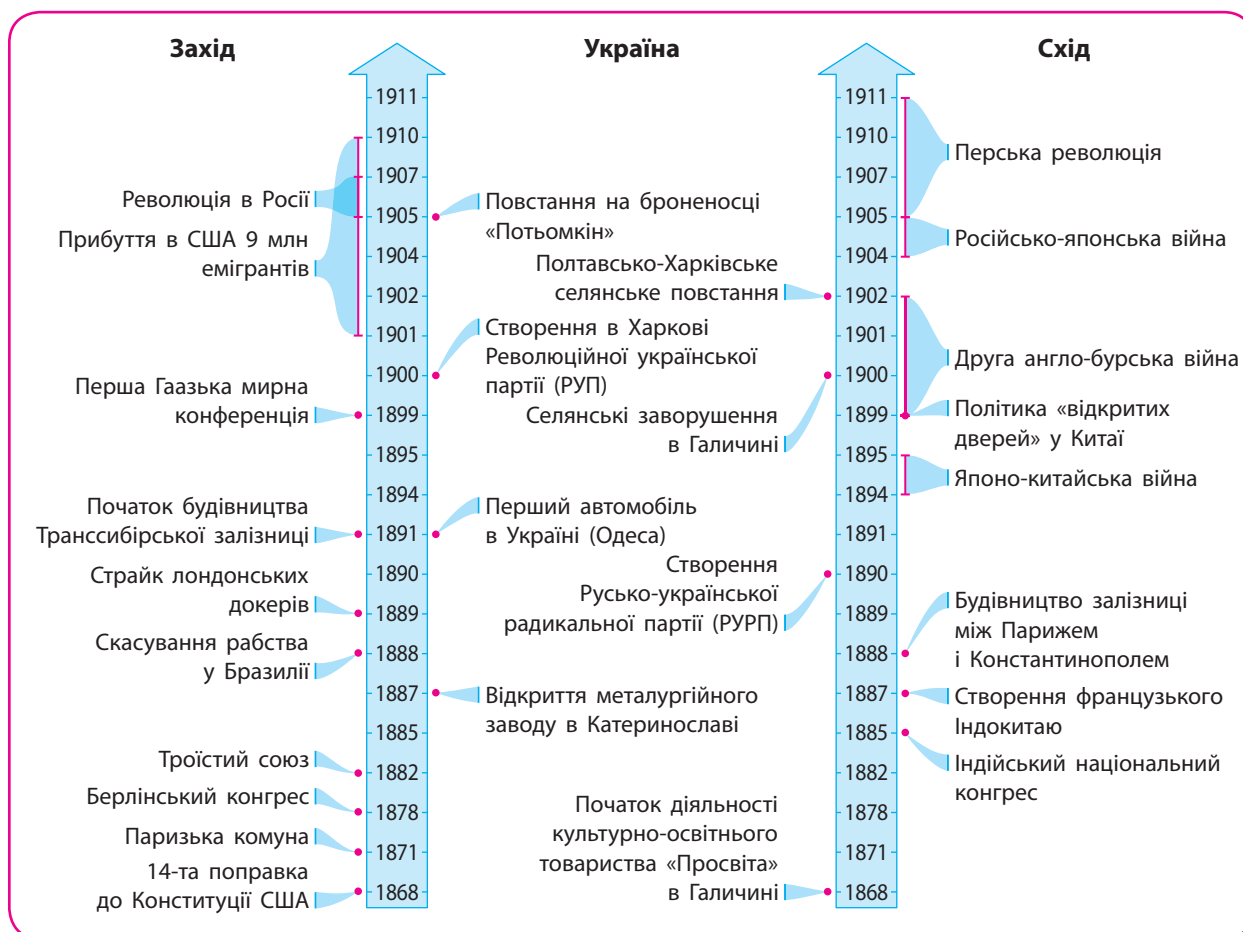 Захід
Україна
Схід
Революція в Росії
Прибуття в США 9 млн
емігрантів
Перша Гаазька мирна
конференція
Початок будівництва
Транссибірської залізниці
Страйк лондонських
докерів
Скасування рабства
у Бразилії
Троїстий союз
Берлінський конгрес
Паризька комуна
14-та поправка
до Конституції США
1911
1910
1907
1905
1904
1902
1901
1900
1899
1895
1894
1891
1890
1889
1888
1887
1885
1882
1878
1871
1868
Повстання на броненосці
«Потьомкін»
Полтавсько-Харківське
селянське повстання
Створення в Харкові
Революційної української
партії (РУП)
Селянські заворушення
в Галичині
Перший автомобіль
в Україні (Одеса)
Створення
Русько-української
радикальної партії (РУРП)
Відкриття металургійного
заводу в Катеринославі
Початок діяльності
культурно-освітнього
товариства «Просвіта»
в Галичині
1911
1910
1907
1905
1904
1902
1901
1900
1899
1895
1894
1891
1890
1889
1888
1887
1885
1882
1878
1871
1868
Перська революція
Російсько-японська війна
Друга англо-бурська війна
Політика «відкритих
дверей» у Китаї
Японо-китайська війна
Будівництво залізниці
між Парижем
і Константинополем
Створення французького
Індокитаю
Індійський національний
конгрес